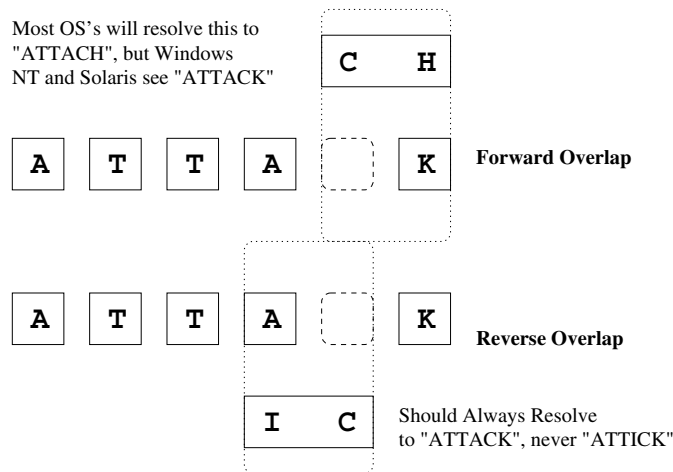 Most OS's will resolve this to
"ATTACH", but Windows
NT and Solaris see "ATTACK"
C H
A T T A K
Forward Overlap
A T T A K
Reverse Overlap
I C
Should Always Resolve
to "ATTACK", never "ATTICK"